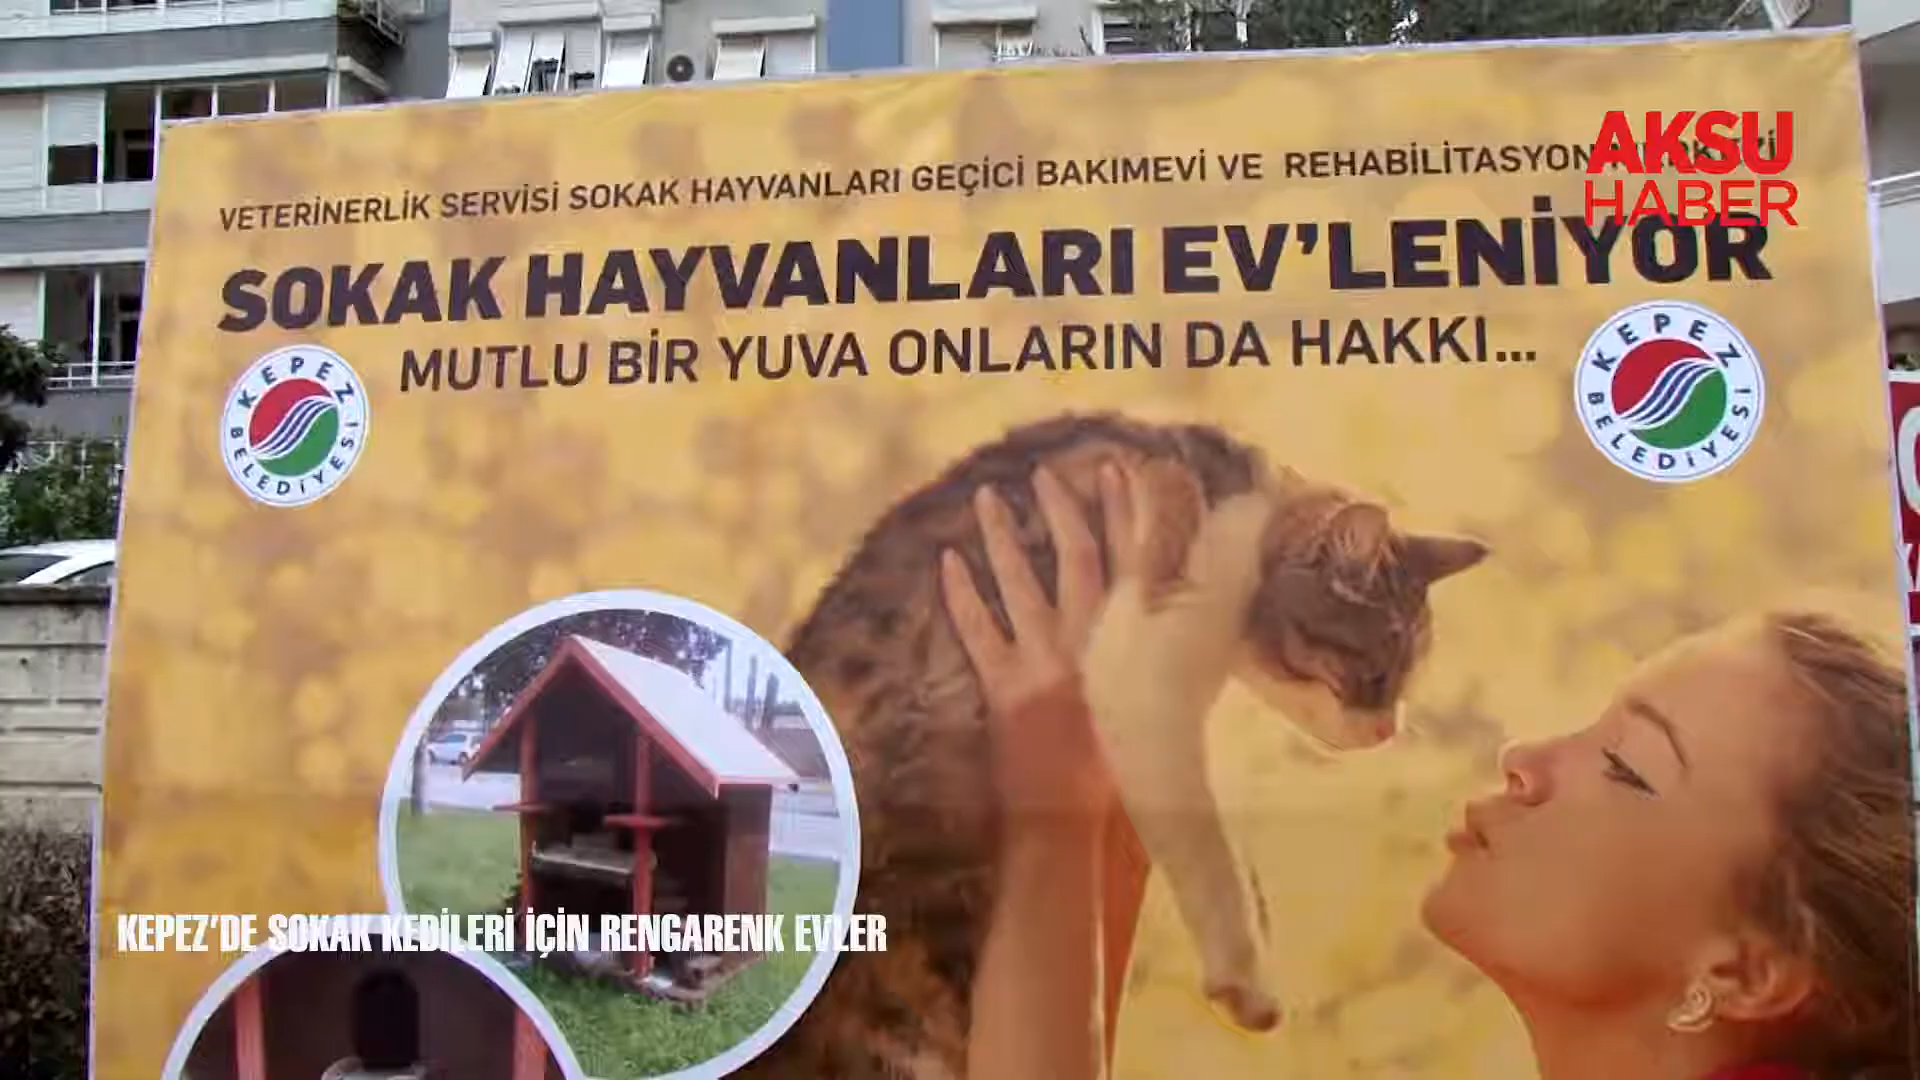 VETERİNERLİK SERVİSİ SOKAK HAYVANLARI GEÇİCİ BAKIMEVİ VE REHABİLİTASYON
AKSU
HABER
SOKAK HAYVANLARI EV'LENİYOR
MUTLU BİR YUVA ONLARIN DA HAKKI...
KEPEZ BELEDİYESİ
KEPEZ BELEDİYESİ
KEPEZ'DE SOKAK KEDİLERİ İÇİN RENGARENK EVLER